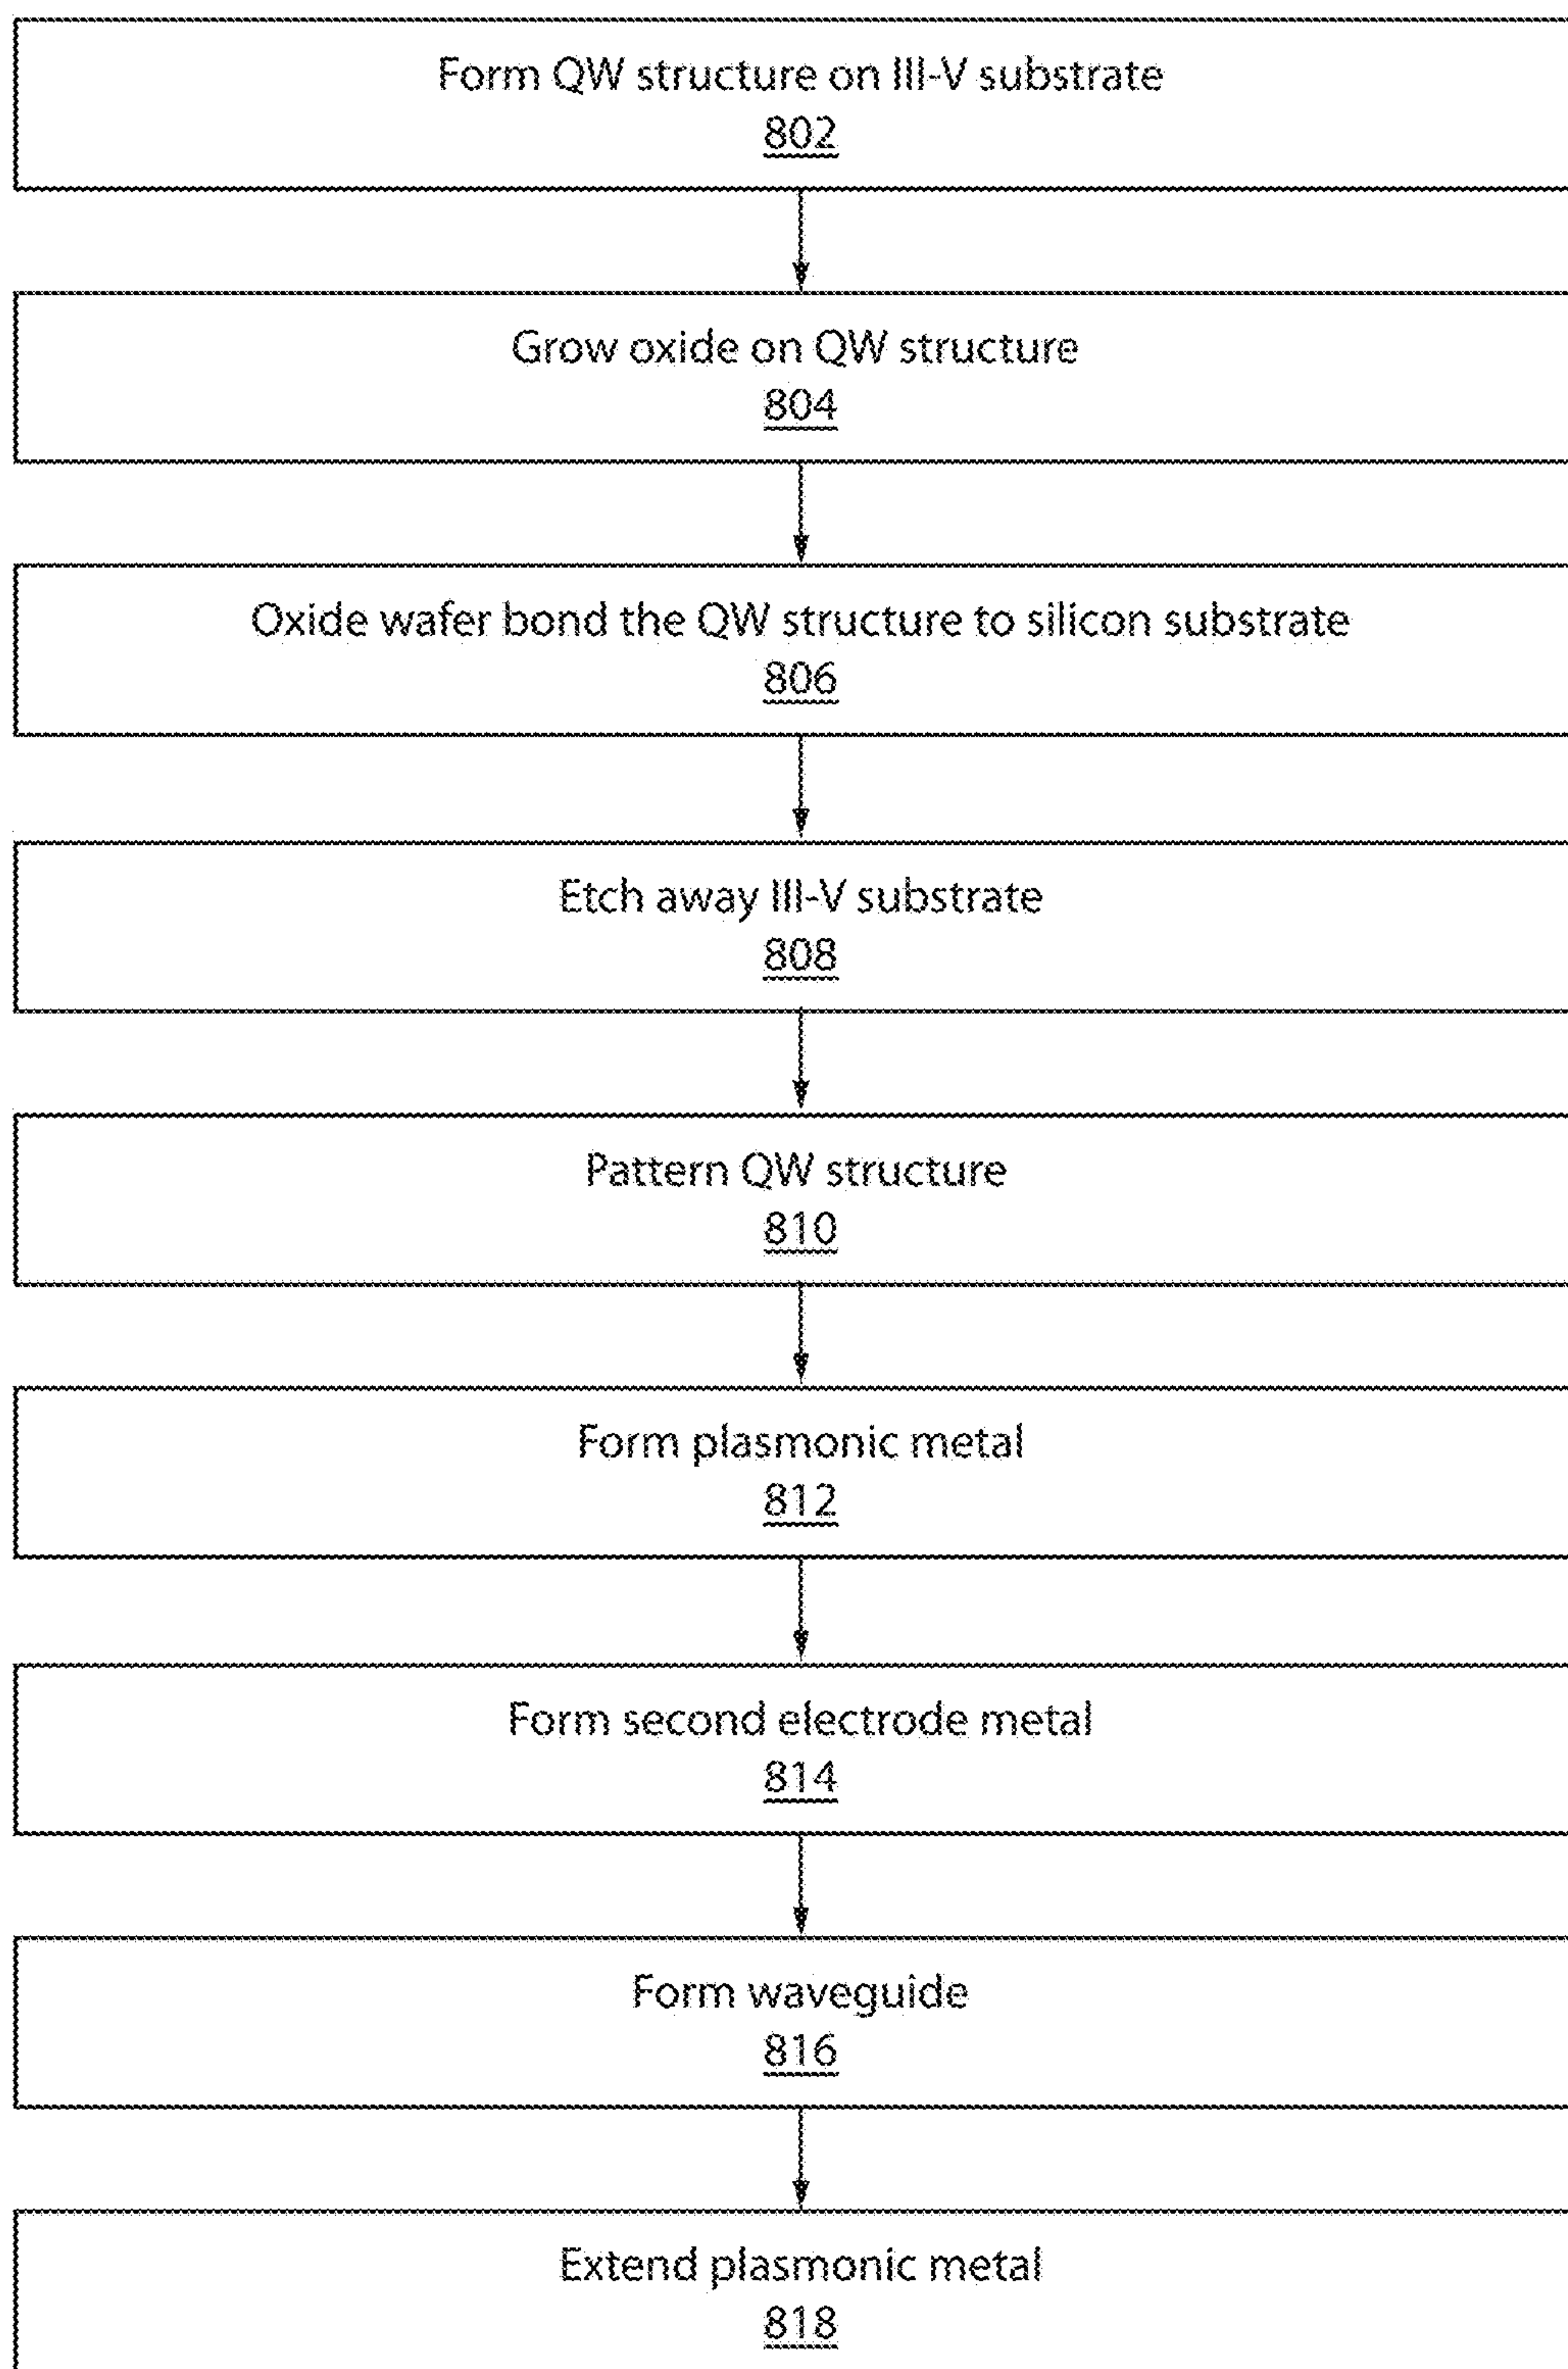 Form QW structure on III-V substrate
802
Grow oxide on QW structure
804
Oxide wafer bond the QW structure to silicon substrate
806
Etch away III-V substrate
808
Pattern QW structure
810
Form plasmonic metal
812
Form second electrode metal
814
Form waveguide
816
Extend plasmonic metal
818